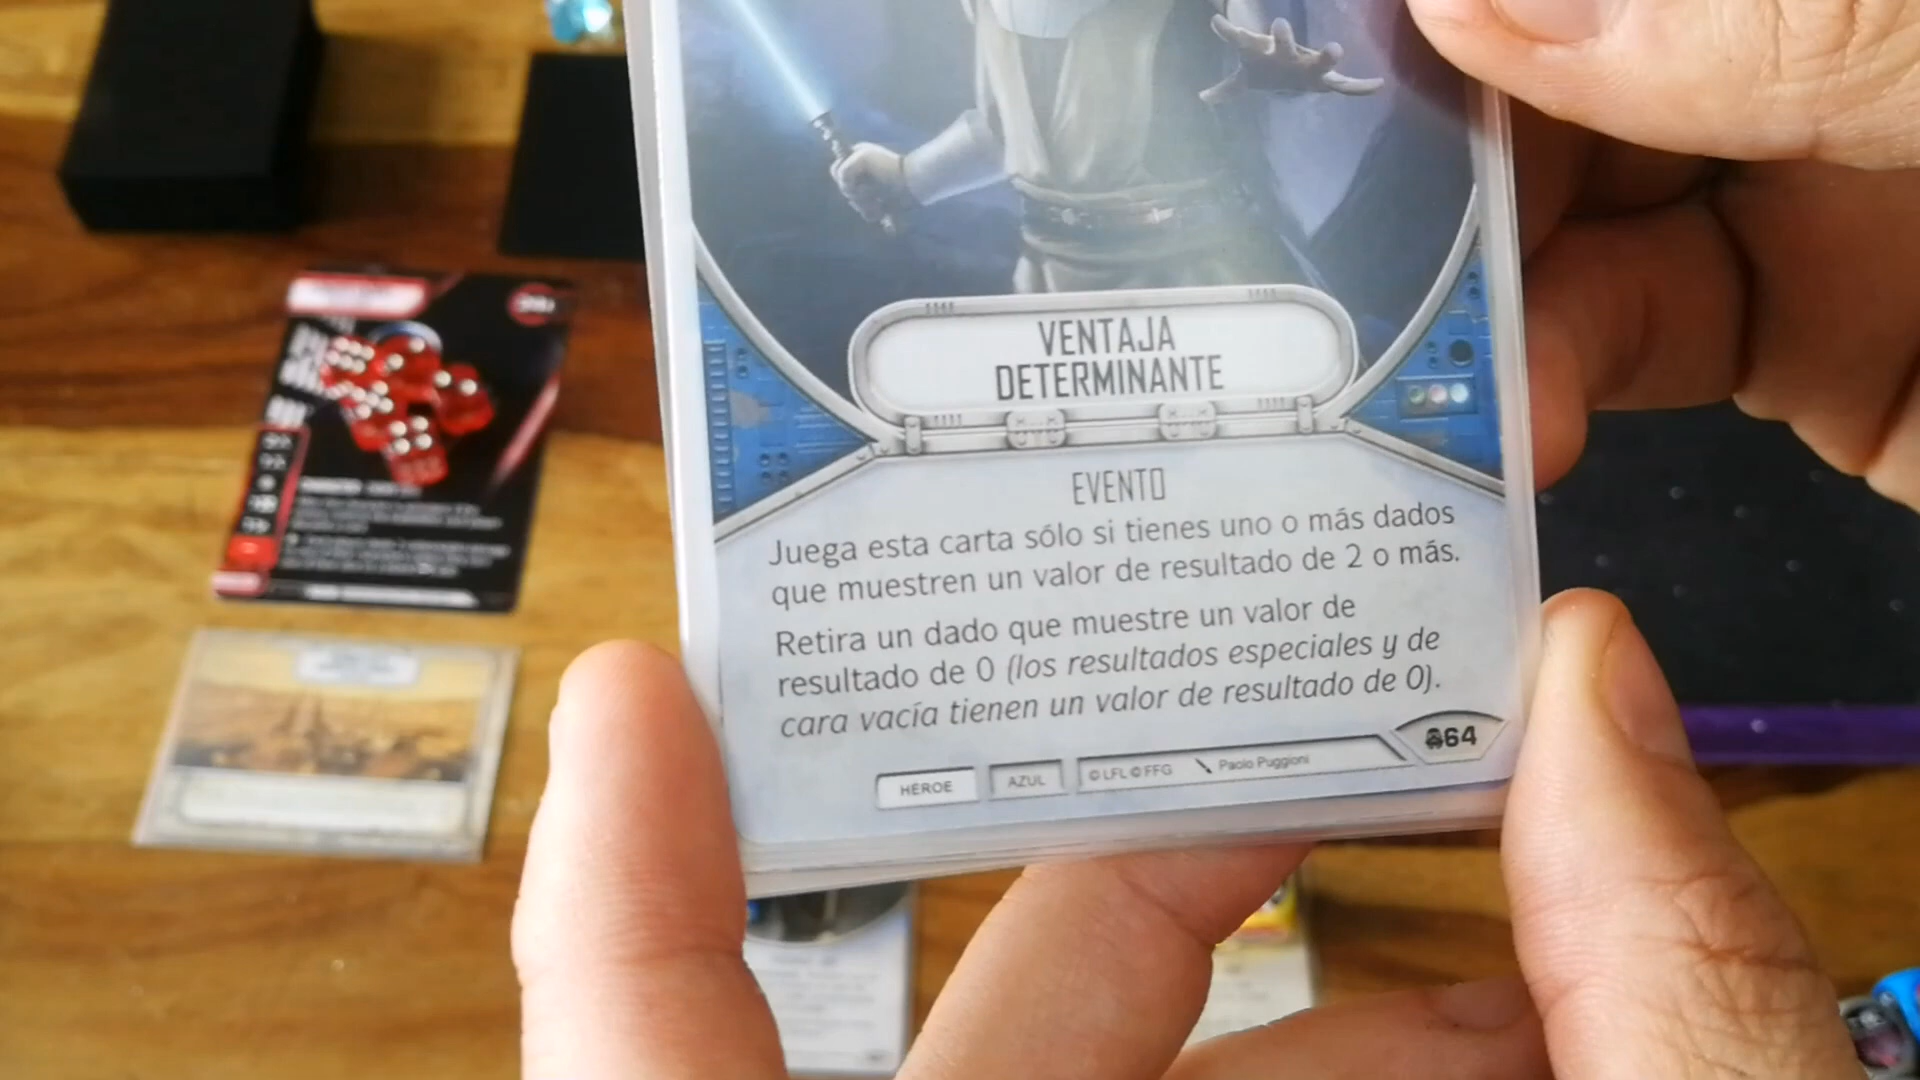 VENTAJA
DETERMINANTE
EVENTO
Juega esta carta sólo si tienes uno o más dados
que muestren un valor de resultado de 2 o más.
Retira un dado que muestre un valor de
resultado de 0 (los resultados especiales y de
cara vacía tienen un valor de resultado de 0).
HÉROE
AZUL
© LFL © FFG
Paolo Puggioni
64